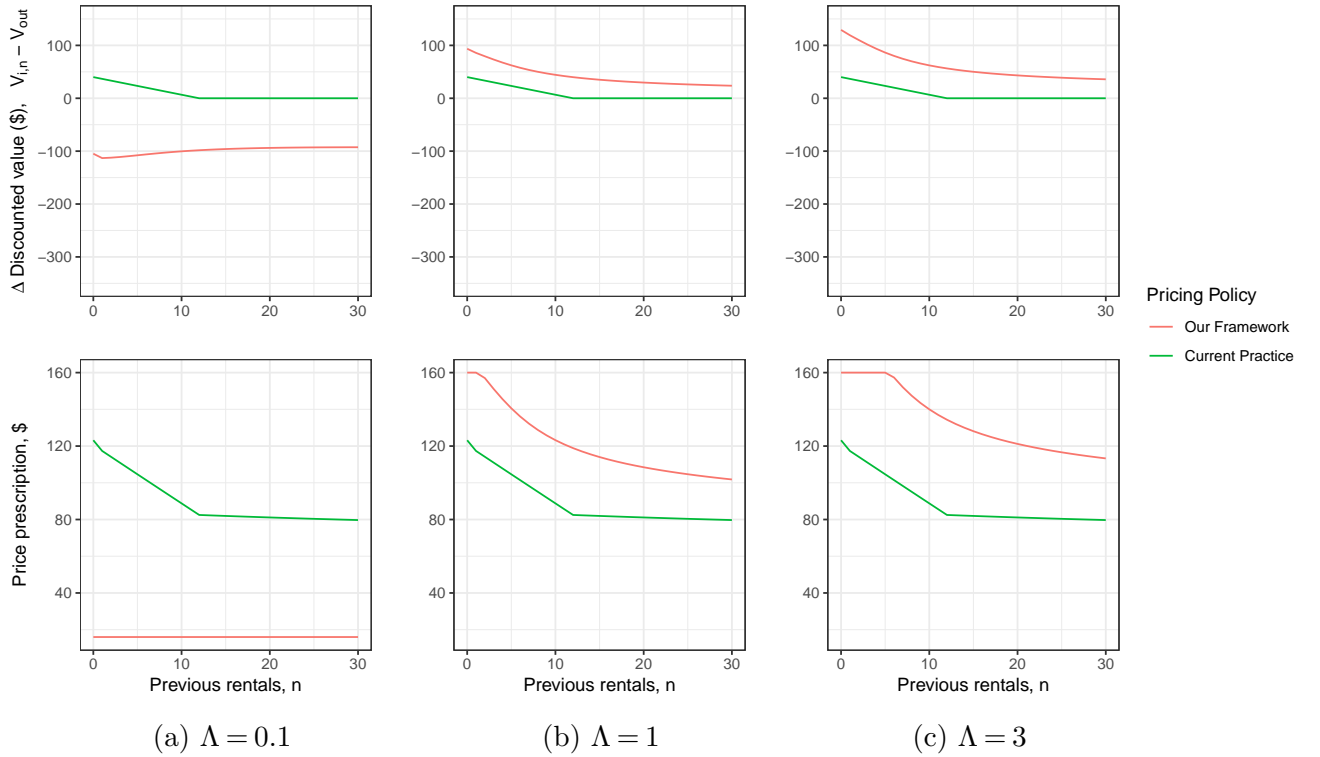 Δ Discounted value ($), V_{i,n} − V_{out}
100
0
−100
−200
−300
0 10 20 30
100
0
−100
−200
−300
0 10 20 30
100
0
−100
−200
−300
0 10 20 30
Price prescription, $
160
120
80
40
0 10 20 30
Previous rentals, n
160
120
80
40
0 10 20 30
Previous rentals, n
160
120
80
40
0 10 20 30
Previous rentals, n
Pricing Policy
Our Framework
Current Practice
(a) Λ = 0.1
(b) Λ = 1
(c) Λ = 3